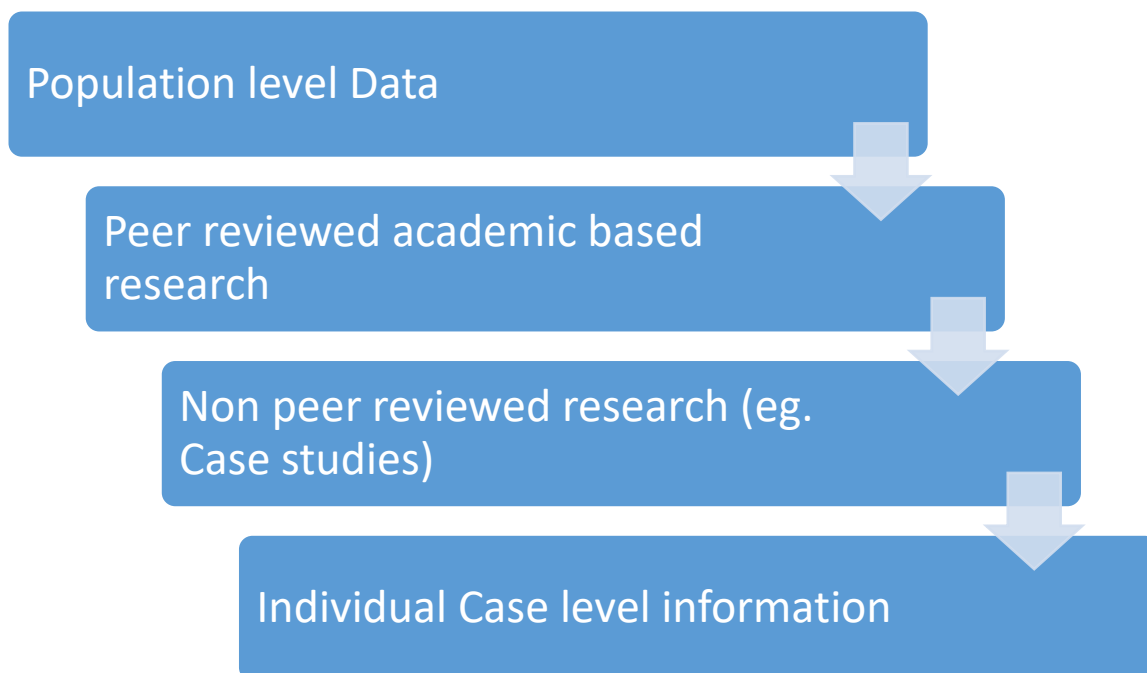 Population level Data
Peer reviewed academic based
research
Non peer reviewed research (eg.
Case studies)
Individual Case level information